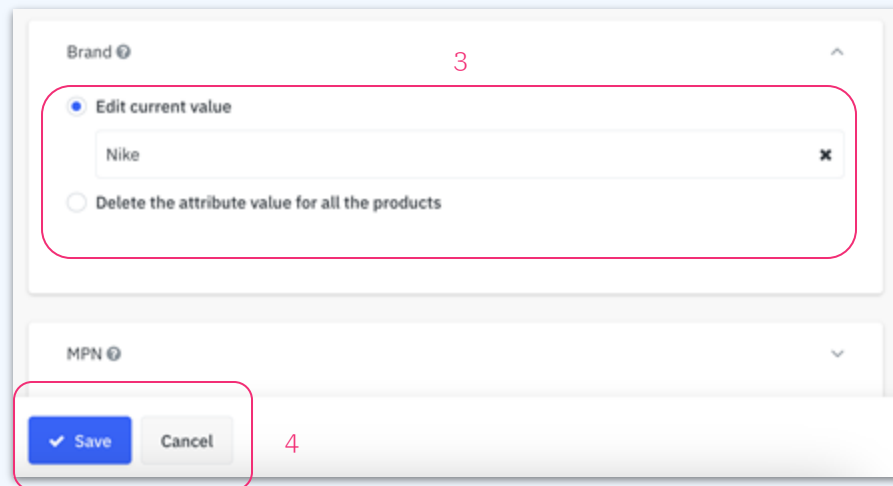 Brand
3
Edit current value
Nike
Delete the attribute value for all the products
MPN
Save Cancel
4